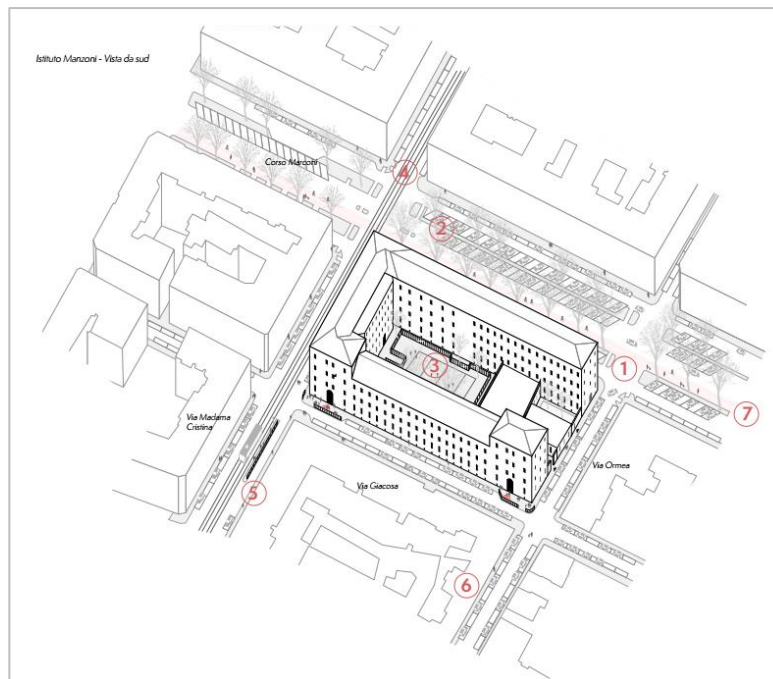 Istituto Manzoni - Vista da sud
Corso Marconi
4
2
3
1
7
Via Madama
Cristina
Via Ormea
Via Giacosa
5
6